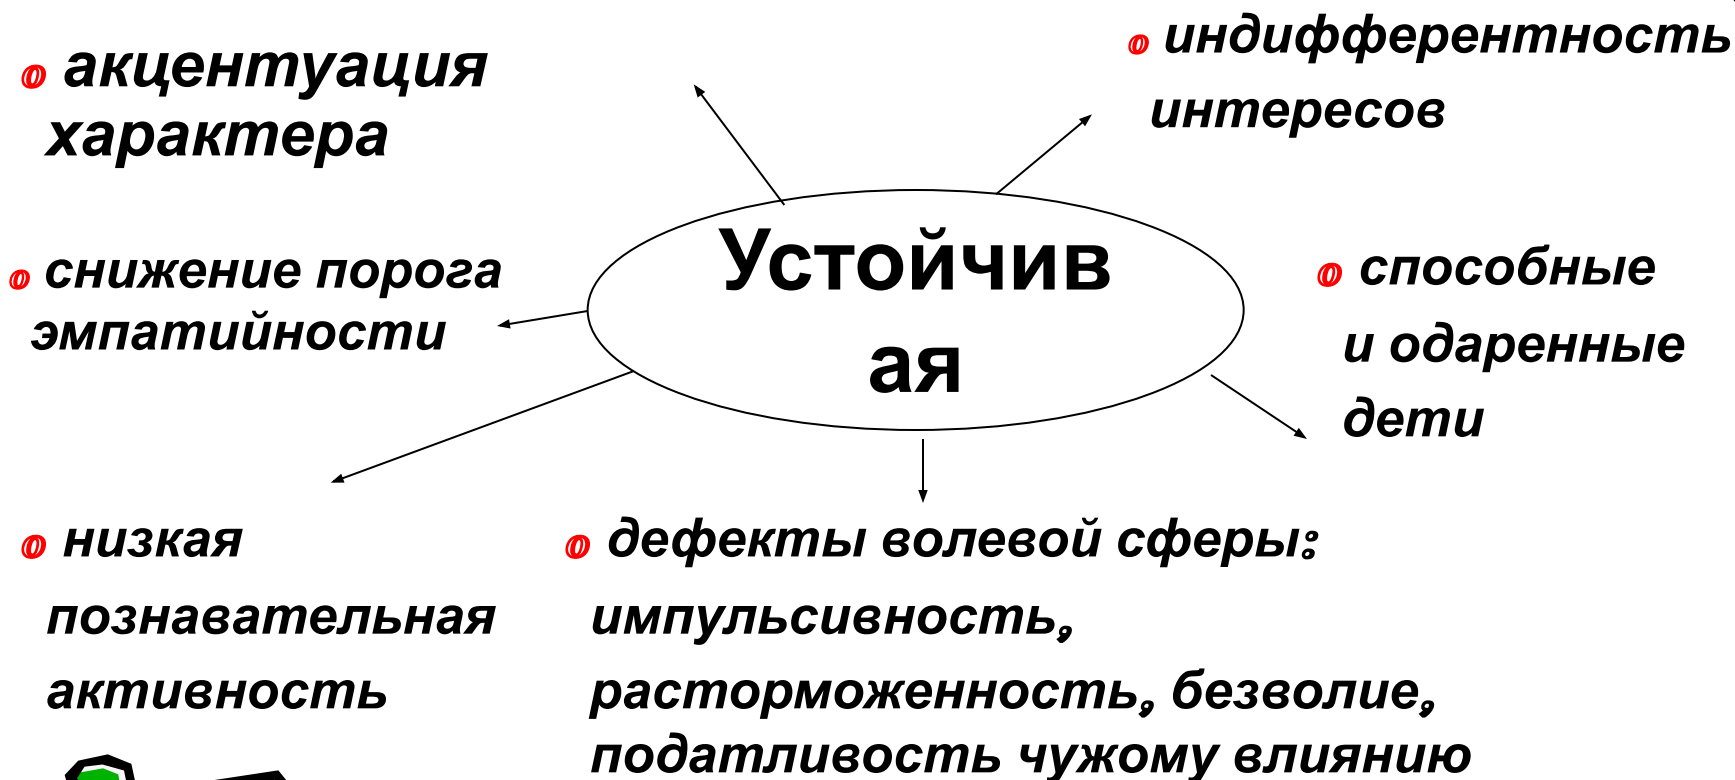 акцентуация
характера
индифферентность
интересов
снижение порога
эмпатийности
Устойчив
ая
способные
и одаренные
дети
низкая
познавательная
активность
дефекты волевой сферы:
импульсивность,
расторможенность, безволие,
податливость чужому влиянию